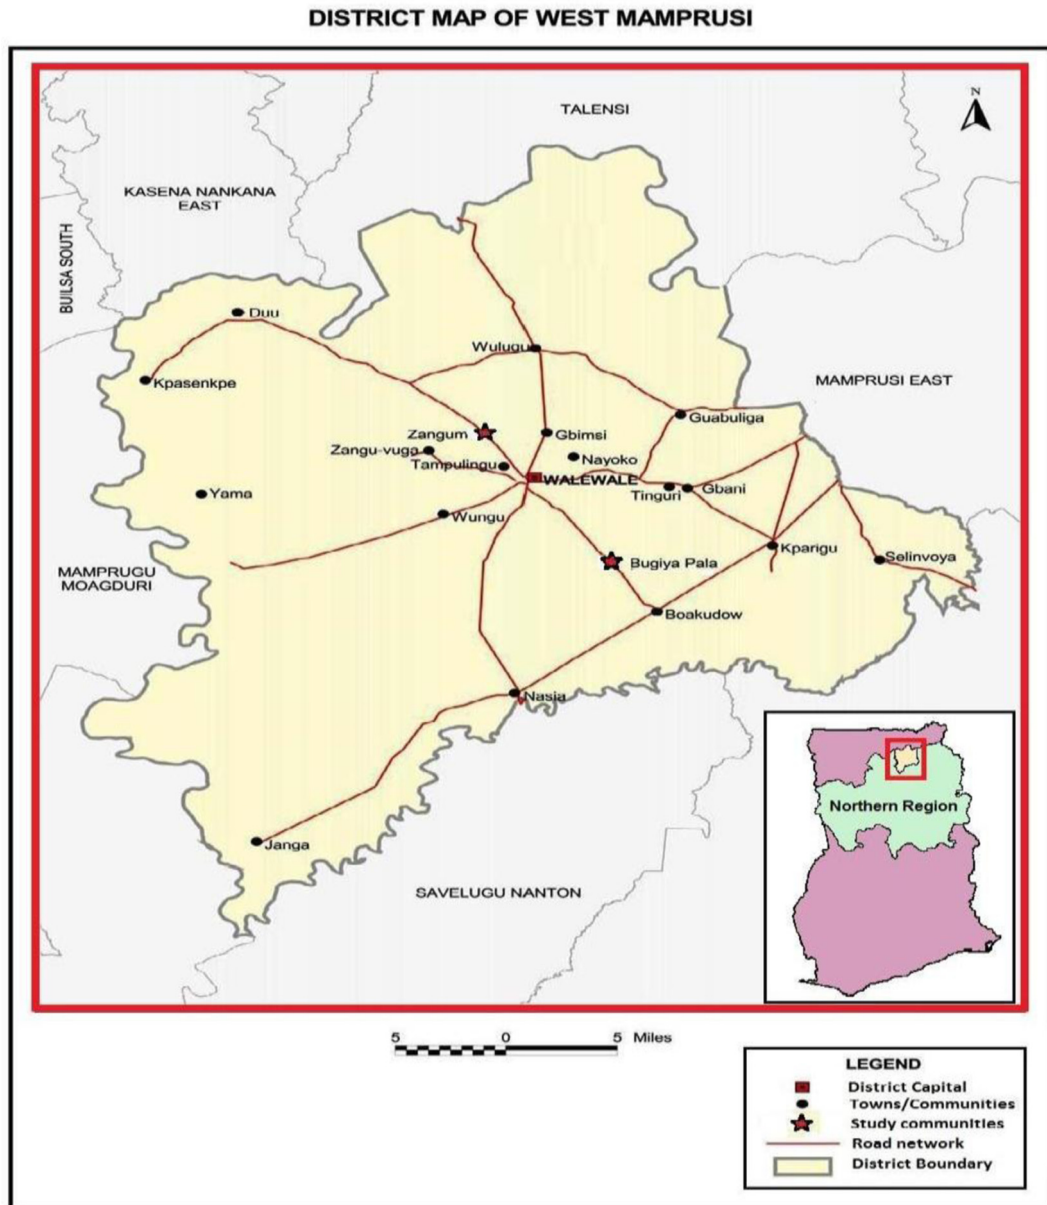 DISTRICT MAP OF WEST MAMPRUSI
N
TALENSI
KASENA NANKANA
EAST
BUILSA SOUTH
Duu
Wulugu
Kpasenkpe
MAMPRUSI EAST
Guabuliga
Zangum
Gbimsi
Zangu-vuga
Nayoko
Tampulingu
WALEWALE
Yama
Tinguri
Gbani
Wungu
Kparigu
Selinvoya
MAMPRUGU
MOAGDURI
Bugiya Pala
Boakudow
Nasia
Northern Region
Janga
SAVELUGU NANTON
5 0 5 Miles
LEGEND
District Capital
Towns/Communities
Study communities
Road network
District Boundary